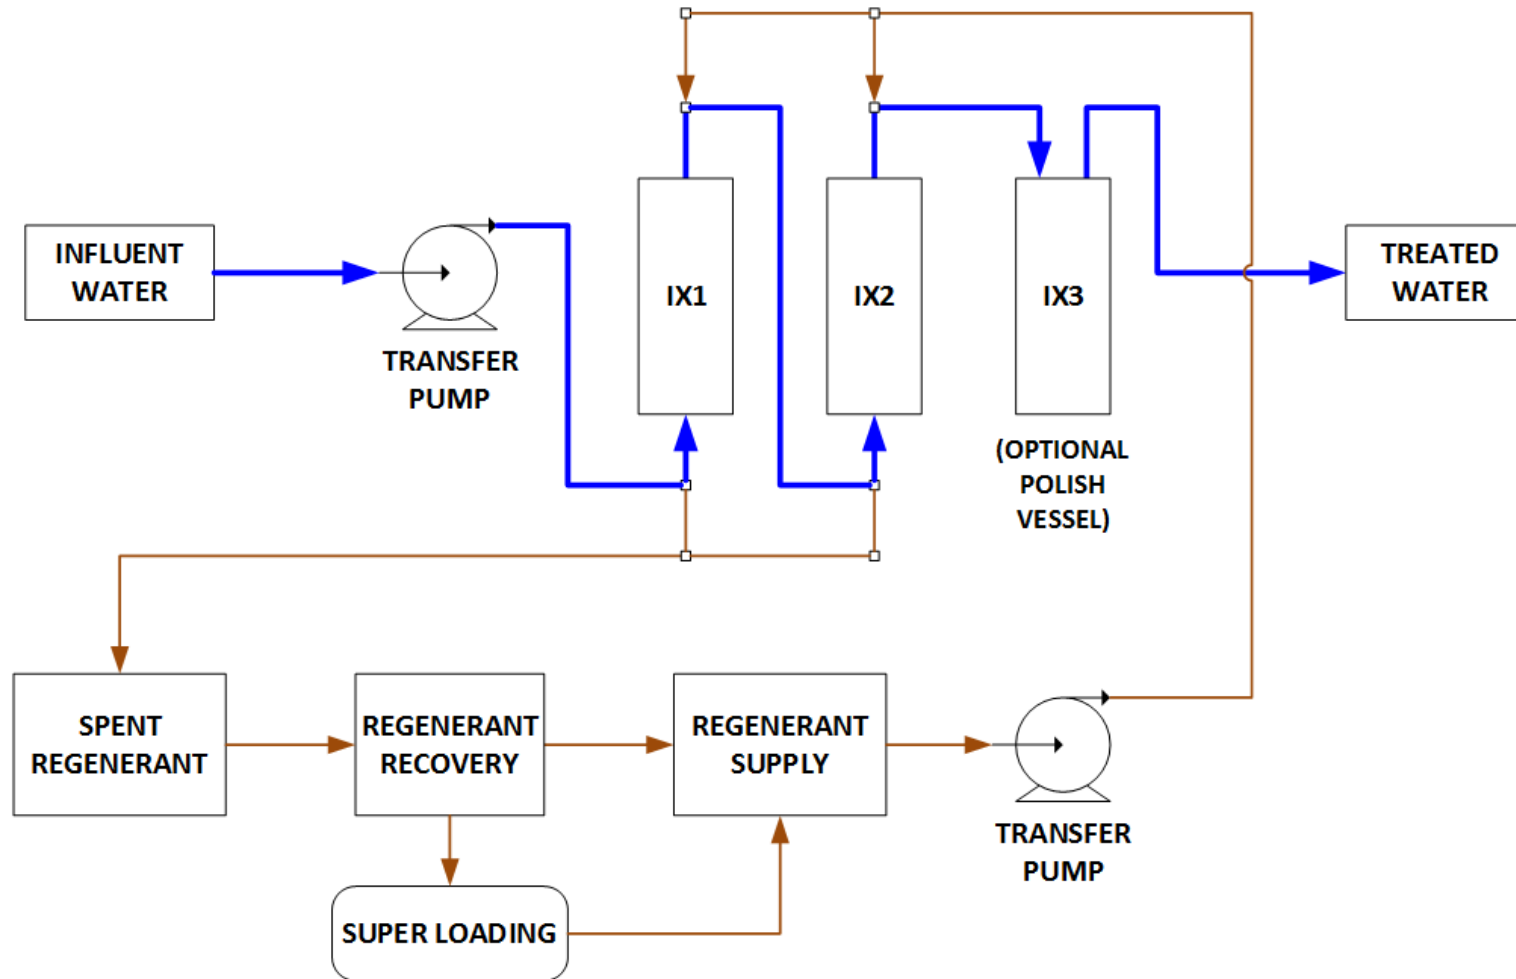 INFLUENT
WATER
TRANSFER
PUMP
IX1
IX2
IX3
(OPTIONAL
POLISH
VESSEL)
TREATED
WATER
SPENT
REGENERANT
REGENERANT
RECOVERY
REGENERANT
SUPPLY
TRANSFER
PUMP
SUPER LOADING